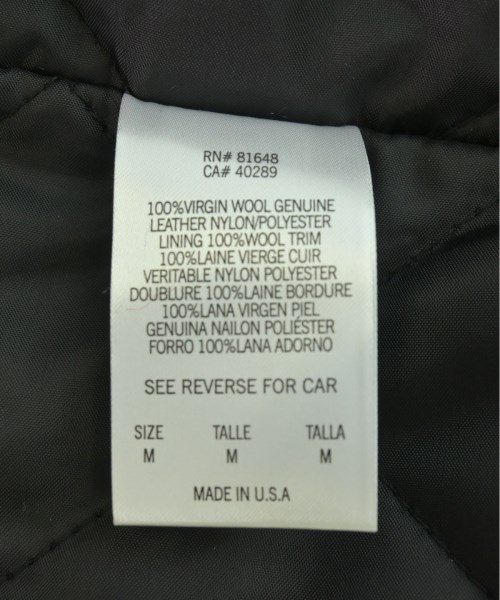 RN# 81648
CA# 40289
100%VIRGIN WOOL GENUINE
LEATHER NYLON/POLYESTER
LINING 100%WOOL TRIM
100%LAINE VIERGE CUIR
VERITABLE NYLON POLYESTER
DOUBLURE 100%LAINE BORDURE
100%LANA VIRGEN PIEL
GENUINA NAILON POLIÉSTER
FORRO 100%LANA ADORNO
SEE REVERSE FOR CAR
SIZE TALLE TALLA
M M M
MADE IN U.S.A